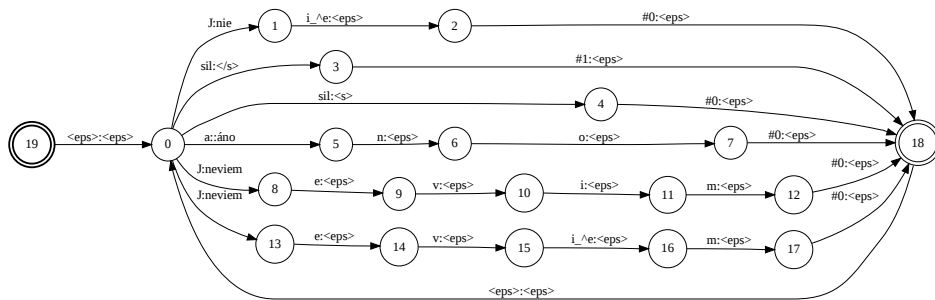 J:nie
1
i_^e:<eps>
2
#0:<eps>
sil:</s>
3
#1:<eps>
sil:<s>
4
#0:<eps>
19
<eps>:<eps>
0
a::áno
5
n:<eps>
6
o:<eps>
7
#0:<eps>
18
J:neviem
8
e:<eps>
9
v:<eps>
10
i:<eps>
11
m:<eps>
12
#0:<eps>
J:neviem
13
e:<eps>
14
v:<eps>
15
i_^e:<eps>
16
m:<eps>
17
#0:<eps>
<eps>:<eps>